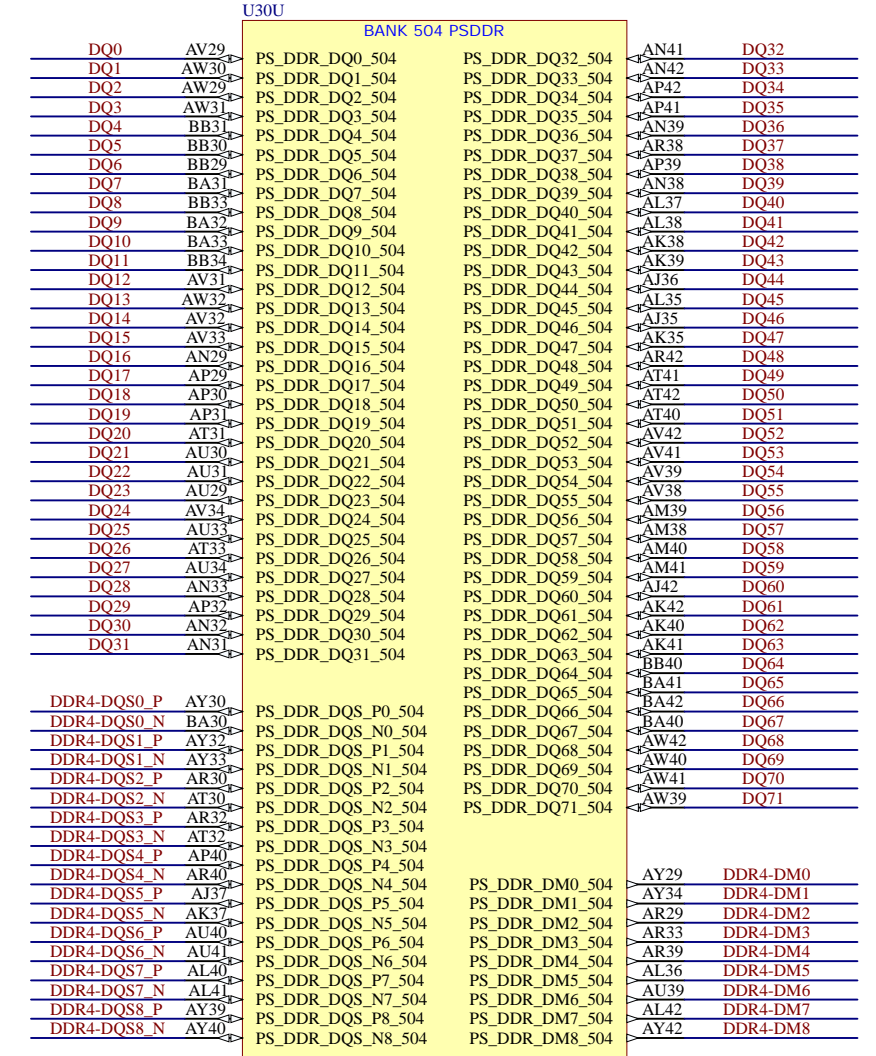 U30U
BANK 504 PSDDR
DQ0 AV29 PS_DDR_DQ0_504 PS_DDR_DQ32_504 AN41 DQ32
DQ1 AW30 PS_DDR_DQ1_504 PS_DDR_DQ33_504 AN42 DQ33
DQ2 AW29 PS_DDR_DQ2_504 PS_DDR_DQ34_504 AP42 DQ34
DQ3 AW31 PS_DDR_DQ3_504 PS_DDR_DQ35_504 AP41 DQ35
DQ4 BB31 PS_DDR_DQ4_504 PS_DDR_DQ36_504 AN39 DQ36
DQ5 BB30 PS_DDR_DQ5_504 PS_DDR_DQ37_504 AR38 DQ37
DQ6 BB29 PS_DDR_DQ6_504 PS_DDR_DQ38_504 AP39 DQ38
DQ7 BA31 PS_DDR_DQ7_504 PS_DDR_DQ39_504 AN38 DQ39
DQ8 BB33 PS_DDR_DQ8_504 PS_DDR_DQ40_504 AL37 DQ40
DQ9 BA32 PS_DDR_DQ9_504 PS_DDR_DQ41_504 AL38 DQ41
DQ10 BA33 PS_DDR_DQ10_504 PS_DDR_DQ42_504 AK38 DQ42
DQ11 BB34 PS_DDR_DQ11_504 PS_DDR_DQ43_504 AK39 DQ43
DQ12 AV31 PS_DDR_DQ12_504 PS_DDR_DQ44_504 AJ36 DQ44
DQ13 AW32 PS_DDR_DQ13_504 PS_DDR_DQ45_504 AL35 DQ45
DQ14 AV32 PS_DDR_DQ14_504 PS_DDR_DQ46_504 AJ35 DQ46
DQ15 AV33 PS_DDR_DQ15_504 PS_DDR_DQ47_504 AK35 DQ47
DQ16 AN29 PS_DDR_DQ16_504 PS_DDR_DQ48_504 AR42 DQ48
DQ17 AP29 PS_DDR_DQ17_504 PS_DDR_DQ49_504 AT41 DQ49
DQ18 AP30 PS_DDR_DQ18_504 PS_DDR_DQ50_504 AT42 DQ50
DQ19 AP31 PS_DDR_DQ19_504 PS_DDR_DQ51_504 AT40 DQ51
DQ20 AT31 PS_DDR_DQ20_504 PS_DDR_DQ52_504 AV42 DQ52
DQ21 AU30 PS_DDR_DQ21_504 PS_DDR_DQ53_504 AV41 DQ53
DQ22 AU31 PS_DDR_DQ22_504 PS_DDR_DQ54_504 AV39 DQ54
DQ23 AU29 PS_DDR_DQ23_504 PS_DDR_DQ55_504 AV38 DQ55
DQ24 AV34 PS_DDR_DQ24_504 PS_DDR_DQ56_504 AM39 DQ56
DQ25 AU33 PS_DDR_DQ25_504 PS_DDR_DQ57_504 AM38 DQ57
DQ26 AT33 PS_DDR_DQ26_504 PS_DDR_DQ58_504 AM40 DQ58
DQ27 AU34 PS_DDR_DQ27_504 PS_DDR_DQ59_504 AM41 DQ59
DQ28 AN33 PS_DDR_DQ28_504 PS_DDR_DQ60_504 AJ42 DQ60
DQ29 AP32 PS_DDR_DQ29_504 PS_DDR_DQ61_504 AK42 DQ61
DQ30 AN32 PS_DDR_DQ30_504 PS_DDR_DQ62_504 AK40 DQ62
DQ31 AN31 PS_DDR_DQ31_504 PS_DDR_DQ63_504 AK41 DQ63
PS_DDR_DQ64_504 BB40 DQ64
PS_DDR_DQ65_504 BA41 DQ65
DDR4-DQS0_P AY30 PS_DDR_DQS_P0_504 PS_DDR_DQ66_504 BA42 DQ66
DDR4-DQS0_N BA30 PS_DDR_DQS_N0_504 PS_DDR_DQ67_504 BA40 DQ67
DDR4-DQS1_P AY32 PS_DDR_DQS_P1_504 PS_DDR_DQ68_504 AW42 DQ68
DDR4-DQS1_N AY33 PS_DDR_DQS_N1_504 PS_DDR_DQ69_504 AW40 DQ69
DDR4-DQS2_P AR30 PS_DDR_DQS_P2_504 PS_DDR_DQ70_504 AW41 DQ70
DDR4-DQS2_N AT30 PS_DDR_DQS_N2_504 PS_DDR_DQ71_504 AW39 DQ71
DDR4-DQS3_P AR32 PS_DDR_DQS_P3_504
DDR4-DQS3_N AT32 PS_DDR_DQS_N3_504
DDR4-DQS4_P AP40 PS_DDR_DQS_P4_504
DDR4-DQS4_N AR40 PS_DDR_DQS_N4_504 PS_DDR_DM0_504 AY29 DDR4-DM0
DDR4-DQS5_P AJ37 PS_DDR_DQS_P5_504 PS_DDR_DM1_504 AY34 DDR4-DM1
DDR4-DQS5_N AK37 PS_DDR_DQS_N5_504 PS_DDR_DM2_504 AR29 DDR4-DM2
DDR4-DQS6_P AU40 PS_DDR_DQS_P6_504 PS_DDR_DM3_504 AR33 DDR4-DM3
DDR4-DQS6_N AU41 PS_DDR_DQS_N6_504 PS_DDR_DM4_504 AR39 DDR4-DM4
DDR4-DQS7_P AL40 PS_DDR_DQS_P7_504 PS_DDR_DM5_504 AL36 DDR4-DM5
DDR4-DQS7_N AL41 PS_DDR_DQS_N7_504 PS_DDR_DM6_504 AU39 DDR4-DM6
DDR4-DQS8_P AY39 PS_DDR_DQS_P8_504 PS_DDR_DM7_504 AL42 DDR4-DM7
DDR4-DQS8_N AY40 PS_DDR_DQS_N8_504 PS_DDR_DM8_504 AY42 DDR4-DM8